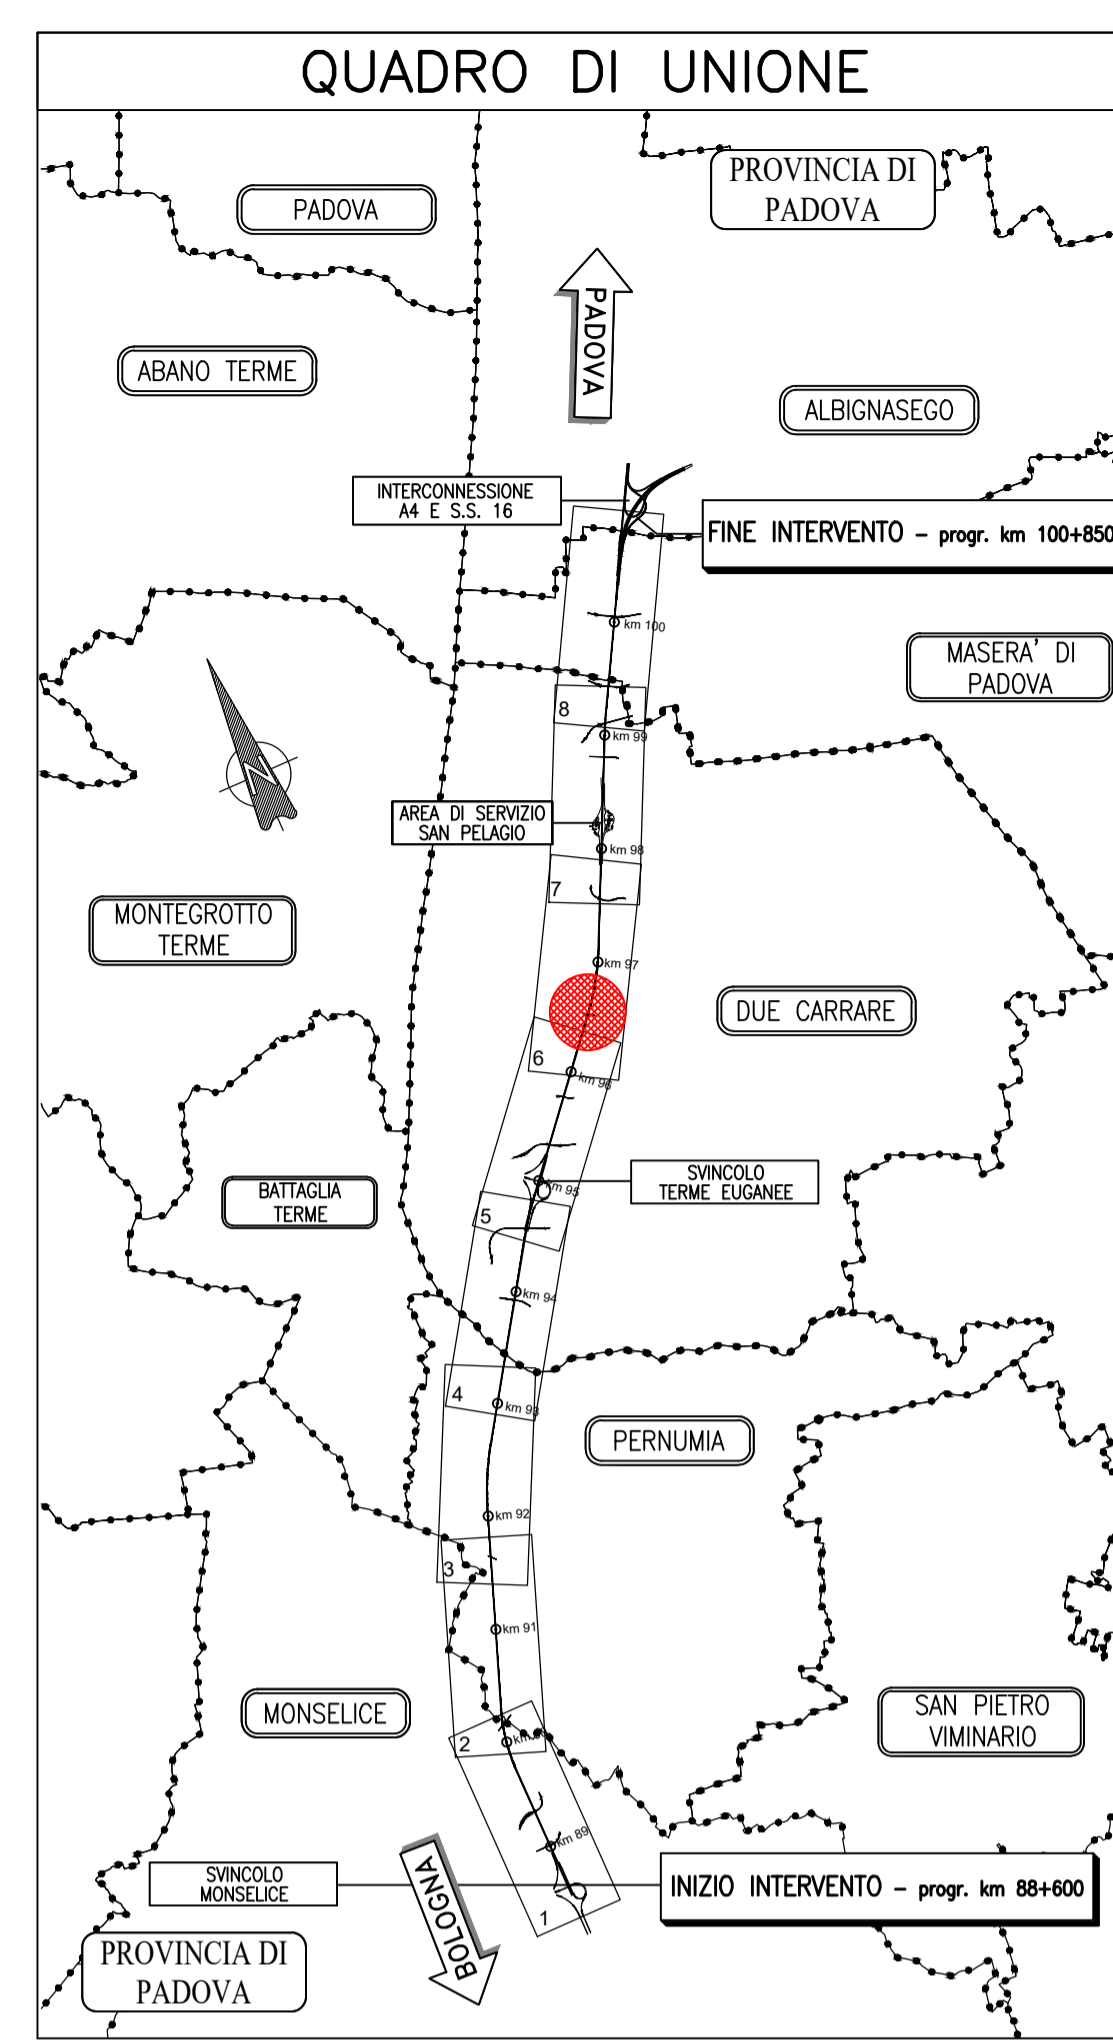 QUADRO DI UNIONE
PADOVA
PROVINCIA DI
PADOVA
PADOVA
ABANO TERME
ALBIGNASEGO
INTERCONNESSIONE
A4 E S.S. 16
FINE INTERVENTO – progr. km 100+850
km 100
MASERA' DI
PADOVA
8
km 99
N
AREA DI SERVIZIO
SAN PELAGIO
km 98
7
MONTEGROTTO
TERME
km 97
DUE CARRARE
6
km 96
SVINCOLO
TERME EUGANEE
km 95
BATTAGLIA
TERME
5
km 94
4
km 93
PERNUMIA
km 92
3
km 91
MONSELICE
SAN PIETRO
VIMINARIO
2
km
km 89
SVINCOLO
MONSELICE
INIZIO INTERVENTO – progr. km 88+600
1
BOLOGNA
PROVINCIA DI
PADOVA